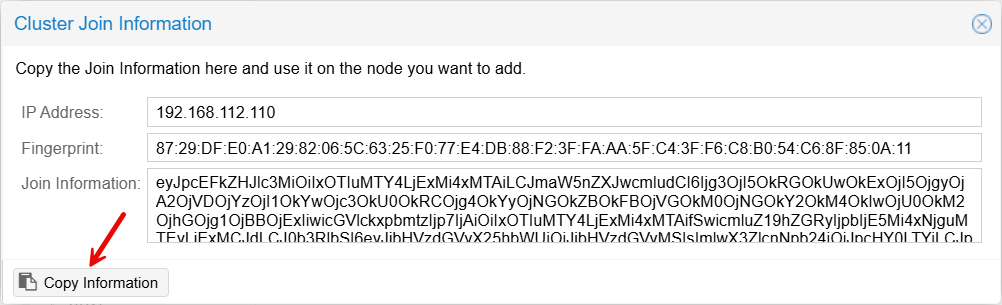 Cluster Join Information
Copy the Join Information here and use it on the node you want to add.
IP Address: 192.168.112.110
Fingerprint: 87:29:DF:E0:A1:29:82:06:5C:63:25:F0:77:E4:DB:88:F2:3F:FA:AA:5F:C4:3F:F6:C8:B0:54:C6:8F:85:0A:11
Join Information: eyJpcEFkZHJlc3MiOiIxOTIuMTY4LjExMi4xMTAiLCJmaW5nZXJwcmludCI6Ijg3OjI5OkRGOkUwOkExOjI5OjgyOj
A2OjVDOjYzOjI1OkYwOjc3OkU0OkRCOjg4OkYyOjNGOkZBOkFBOjVGOkM0OjNGOkY2OkM4OkIwOjU0OkM2
OjhGOjg1OjBBOjExIiwicGVlckxpbmtzIjp7IjAiOiIxOTIuMTY4LjExMi4xMTAifSwicmluZ19hZGRyIjpbIjE5Mi4xNjguM
TEyLjExMCJdLCJ0b3RlbSI6eyJjbHVzdGVyX25hbWUiOiJjbHVzdGVyMSIsImlwX3ZlcnNpb24iOiJpcHY0LTYiLCJp
Copy Information